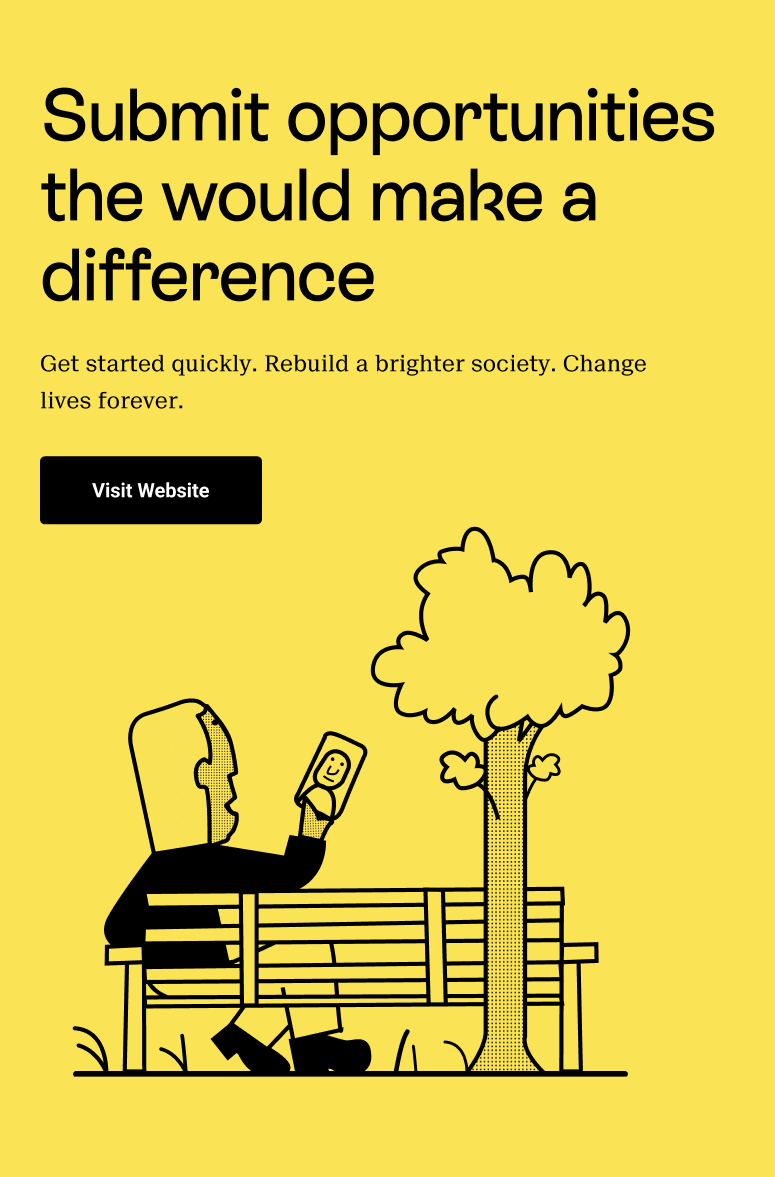 Submit opportunities
the would make a
difference
Get started quickly. Rebuild a brighter society. Change
lives forever.
Visit Website